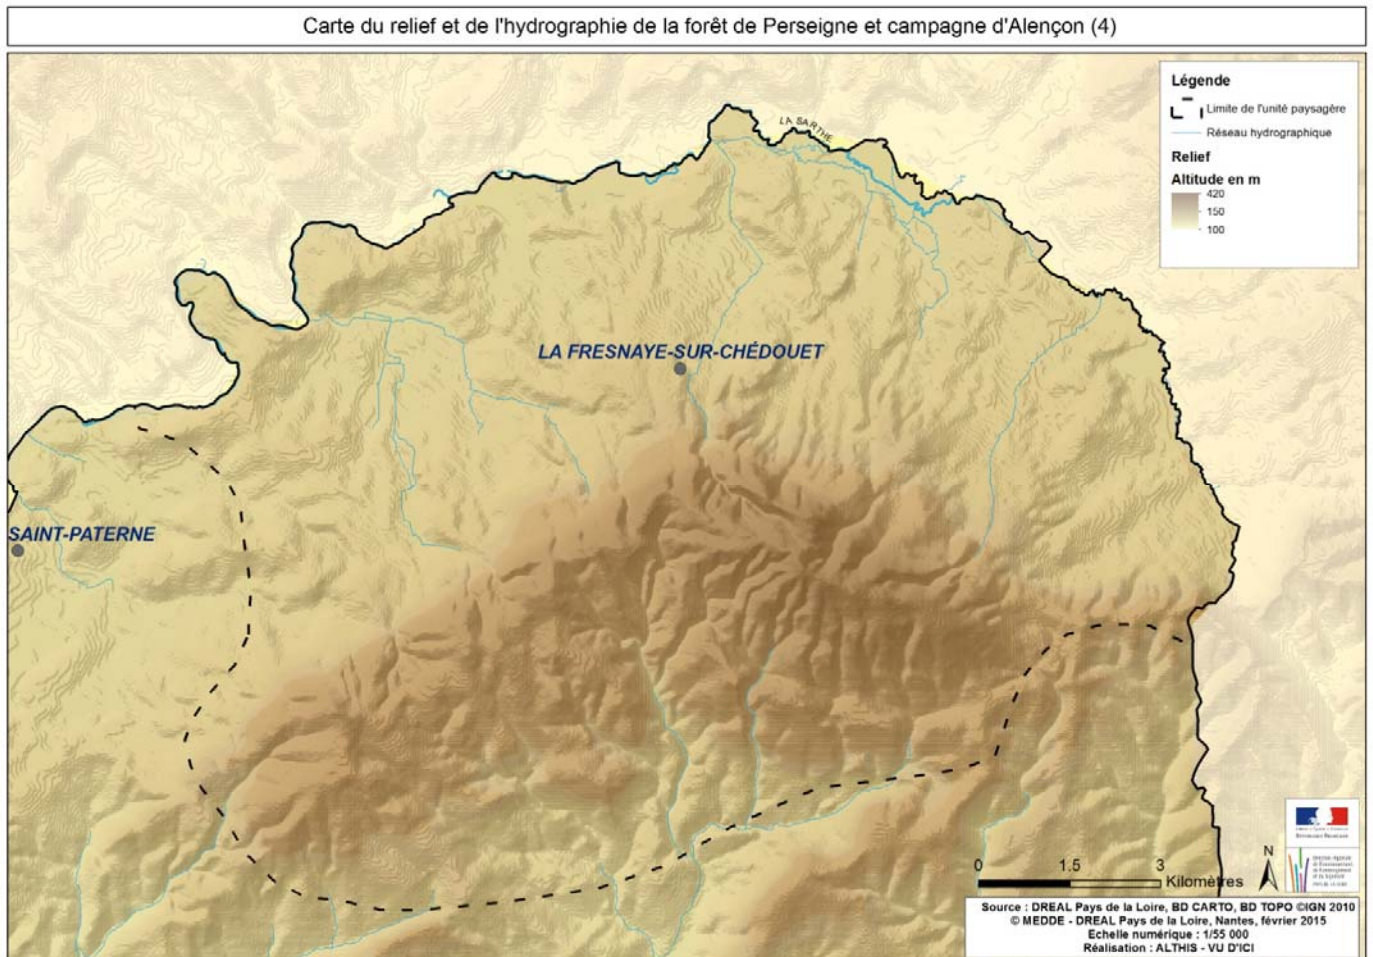 Carte du relief et de l'hydrographie de la forêt de Perseigne et campagne d'Alençon (4)
Légende
Limite de l'unité paysagère
Réseau hydrographique
Relief
Altitude en m
420
150
100
LA SARTHE
LA FRESNAYE-SUR-CHÉDOUET
SAINT-PATERNE
N
0 1.5 3
Kilomètres
Source : DREAL Pays de la Loire, BD CARTO, BD TOPO ©IGN 2010
© MEDDE - DREAL Pays de la Loire, Nantes, février 2015
Echelle numérique : 1/55 000
Réalisation : ALTHIS - VU D'ICI